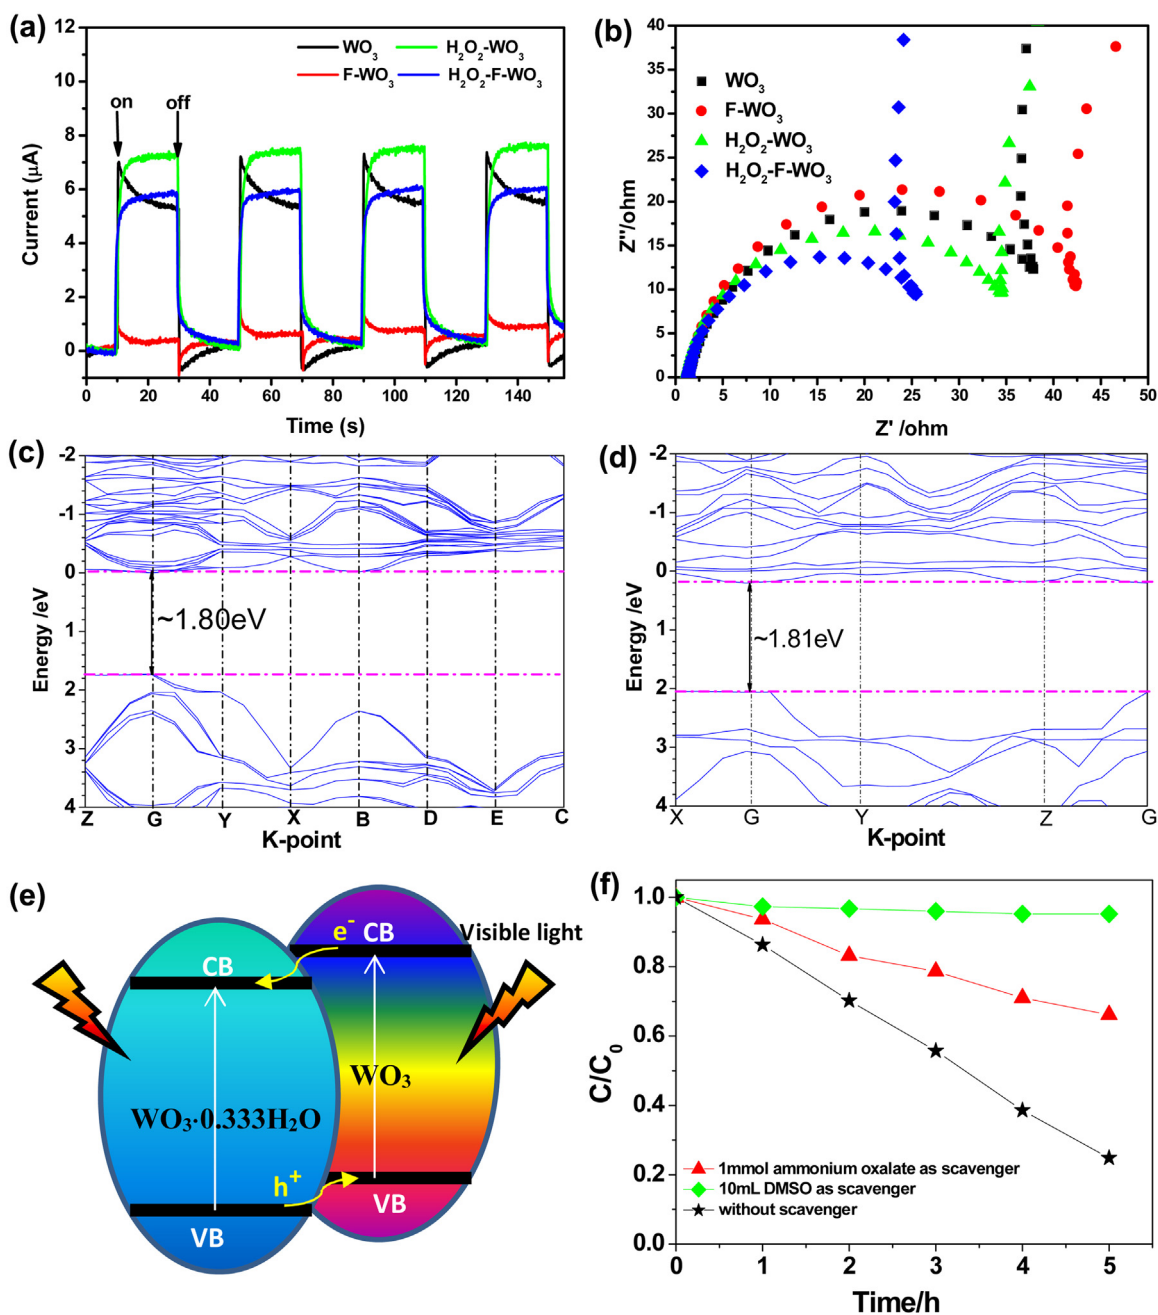 (a)
12
10
8
6
4
2
0
Current (μA)
WO₃
H₂O₂-WO₃
F-WO₃
H₂O₂-F-WO₃
on
off
0 20 40 60 80 100 120 140
Time (s)
(b)
40
35
30
25
20
15
10
5
0
Z''/ohm
WO₃
F-WO₃
H₂O₂-WO₃
H₂O₂-F-WO₃
0 5 10 15 20 25 30 35 40 45 50
Z' /ohm
(c)
-2
-1
0
1
2
3
4
Energy /eV
~1.80eV
Z G Y X B D E C
K-point
(d)
-2
-1
0
1
2
3
4
Energy /eV
~1.81eV
X G Y Z G
K-point
(e)
e⁻
CB
Visible light
CB
WO₃
WO₃·0.333H₂O
h⁺
VB
VB
(f)
1.0
0.8
0.6
0.4
0.2
0.0
C/C₀
1mmol ammonium oxalate as scavenger
10mL DMSO as scavenger
without scavenger
0 1 2 3 4 5
Time/h